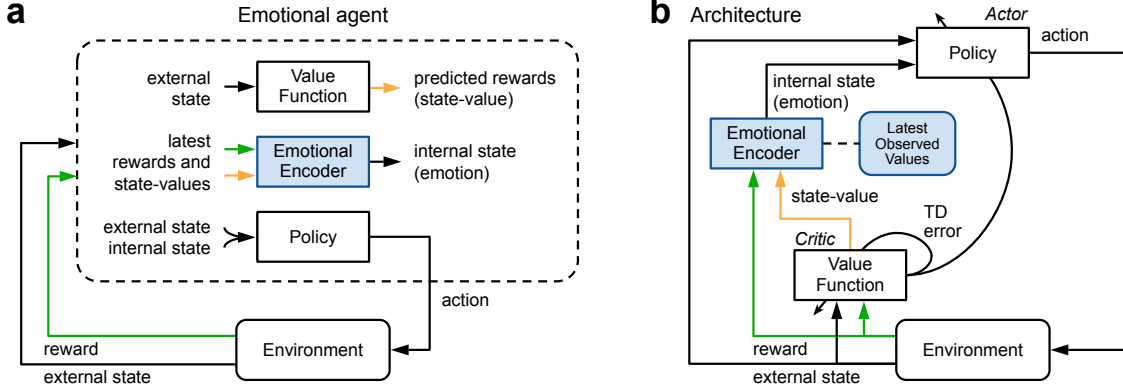 a
Emotional agent
external
state
Value
Function
predicted rewards
(state-value)
latest
rewards and
state-values
Emotional
Encoder
internal state
(emotion)
external state
internal state
Policy
action
Environment
reward
external state
b
Architecture
Actor
Policy
action
internal state
(emotion)
Emotional
Encoder
Latest
Observed
Values
state-value
TD
error
Critic
Value
Function
reward
external state
Environment